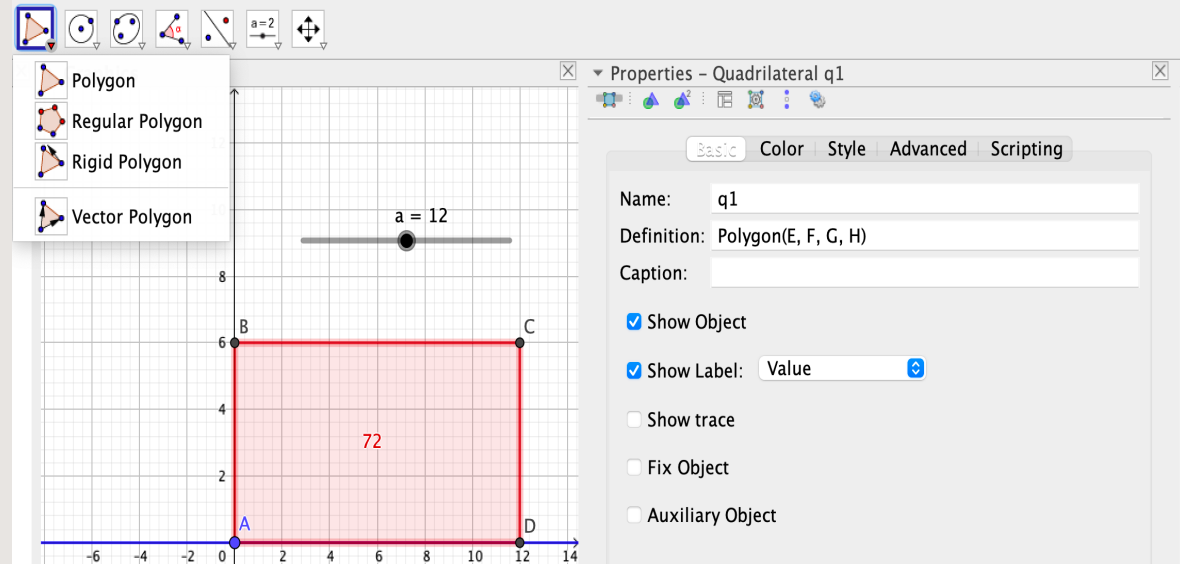 α
a=2
Polygon
Regular Polygon
Rigid Polygon
Vector Polygon
a = 12
8
6
4
2
B
C
A
D
72
-6 -4 -2 0 2 4 6 8 10 12 14
Properties – Quadrilateral q1
2
Basic Color Style Advanced Scripting
Name: q1
Definition: Polygon(E, F, G, H)
Caption:
Show Object
Show Label: Value
Show trace
Fix Object
Auxiliary Object